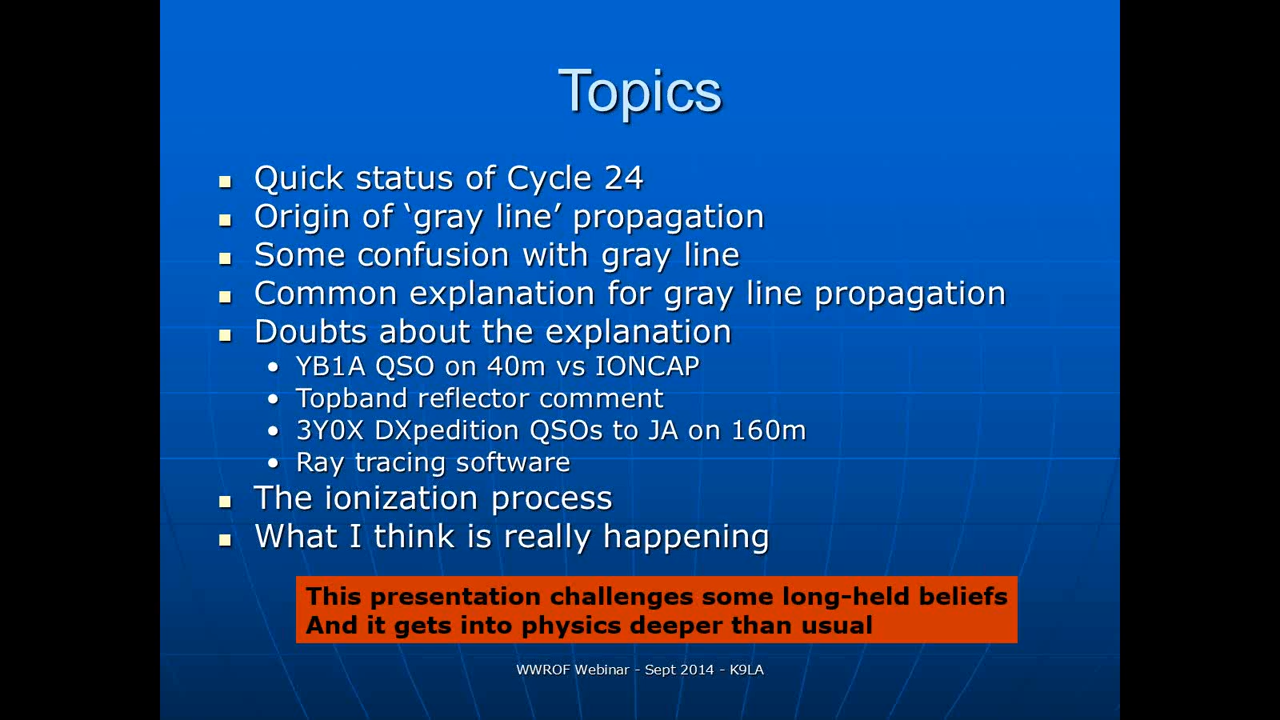 Topics
Quick status of Cycle 24
Origin of ‘gray line’ propagation
Some confusion with gray line
Common explanation for gray line propagation
Doubts about the explanation
YB1A QSO on 40m vs IONCAP
Topband reflector comment
3Y0X DXpedition QSOs to JA on 160m
Ray tracing software
The ionization process
What I think is really happening
This presentation challenges some long-held beliefs
And it gets into physics deeper than usual
WWROF Webinar - Sept 2014 - K9LA